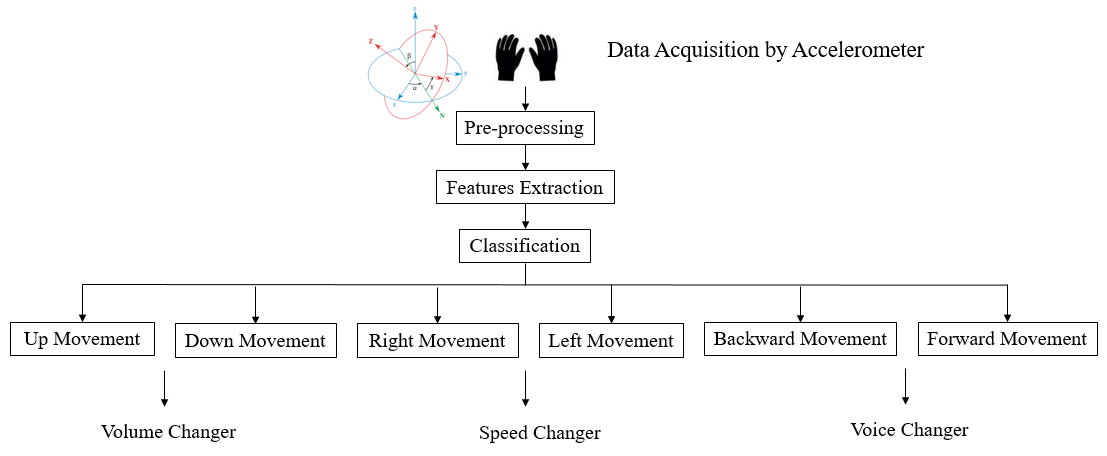 z
Y
Z
β
y
X
γ
α
x
N
Data Acquisition by Accelerometer
Pre-processing
Features Extraction
Classification
Up Movement
Down Movement
Right Movement
Left Movement
Backward Movement
Forward Movement
Volume Changer
Speed Changer
Voice Changer